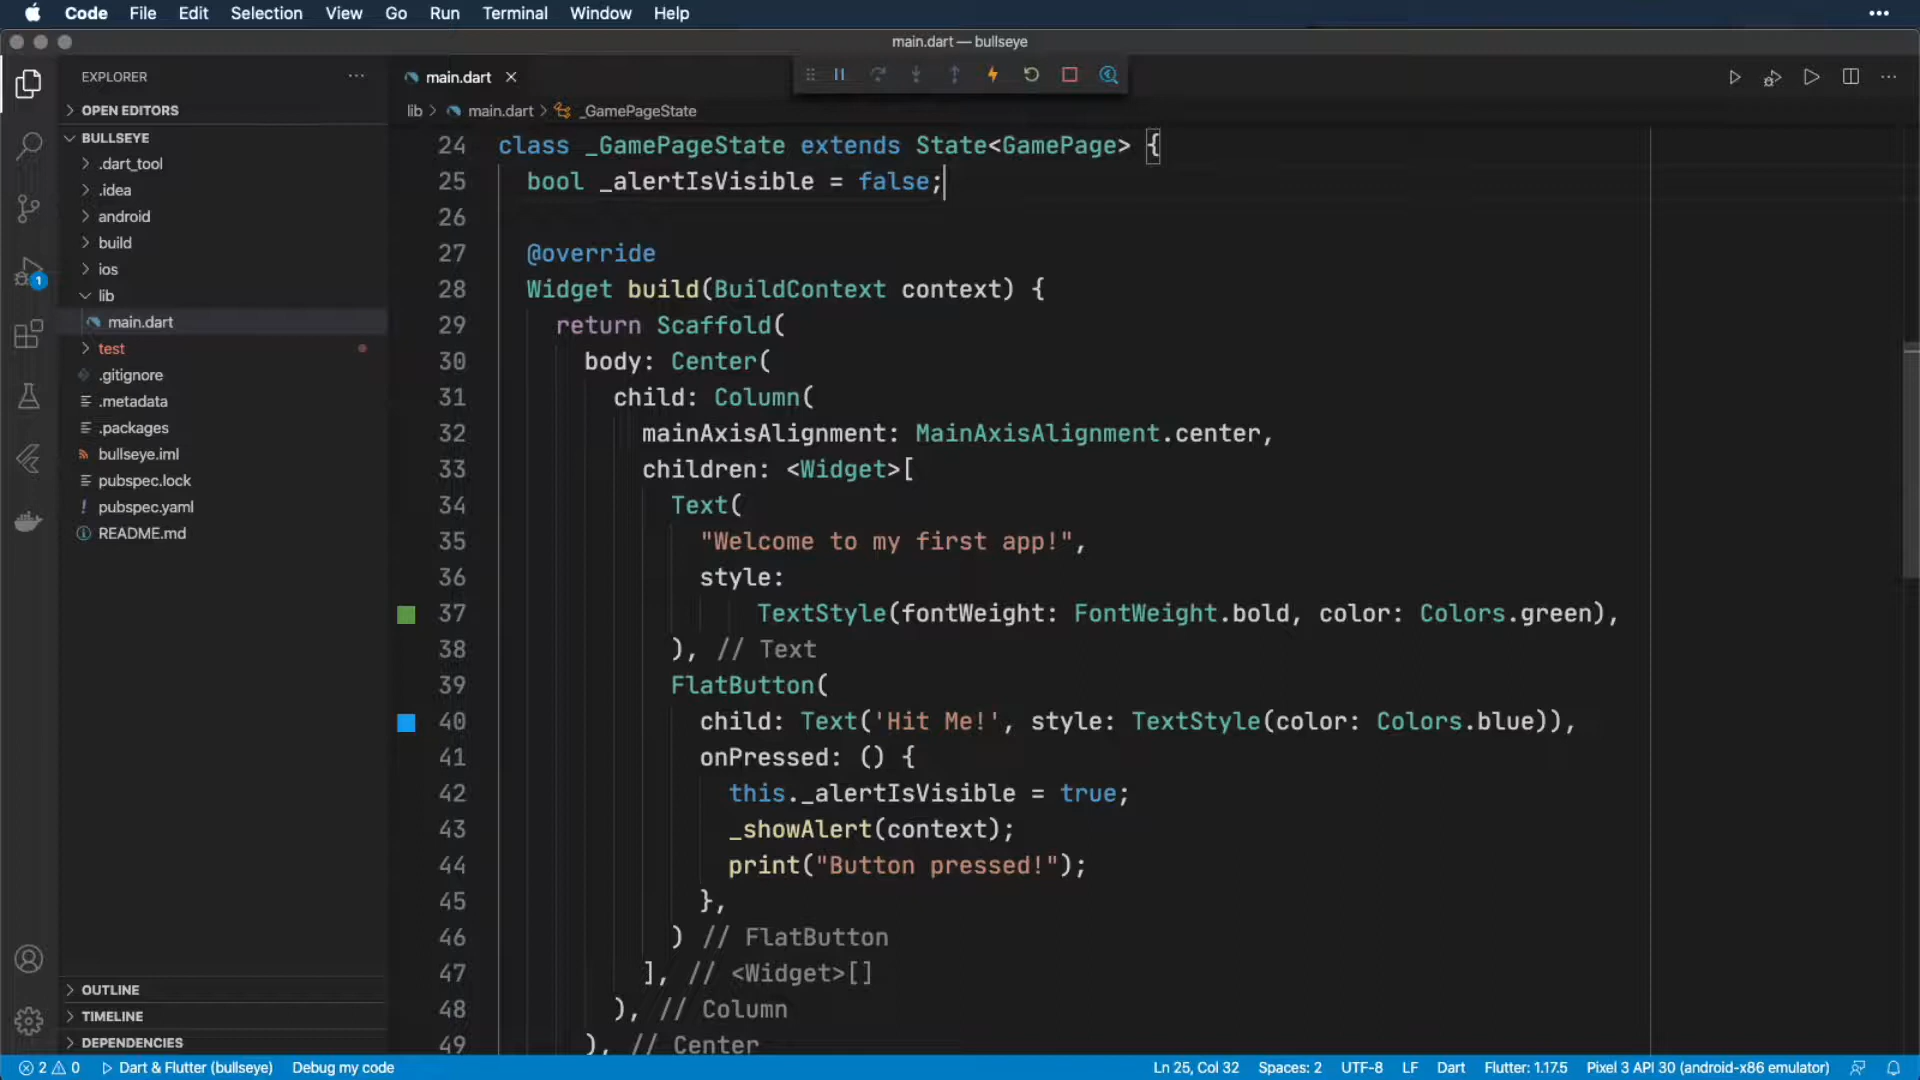 Code File Edit Selection View Go Run Terminal Window Help
main.dart — bullseye
EXPLORER
main.dart
OPEN EDITORS
lib > main.dart > _GamePageState
BULLSEYE
.dart_tool
.idea
android
build
ios
lib
main.dart
test
.gitignore
.metadata
.packages
bullseye.iml
pubspec.lock
pubspec.yaml
README.md
1
OUTLINE
TIMELINE
DEPENDENCIES
24 class _GamePageState extends State<GamePage> {
25 bool _alertIsVisible = false;
26
27 @override
28 Widget build(BuildContext context) {
29 return Scaffold(
30 body: Center(
31 child: Column(
32 mainAxisAlignment: MainAxisAlignment.center,
33 children: <Widget>[
34 Text(
35 "Welcome to my first app!",
36 style:
37 TextStyle(fontWeight: FontWeight.bold, color: Colors.green),
38 ), // Text
39 FlatButton(
40 child: Text('Hit Me!', style: TextStyle(color: Colors.blue)),
41 onPressed: () {
42 this._alertIsVisible = true;
43 _showAlert(context);
44 print("Button pressed!");
45 },
46 ) // FlatButton
47 ], // <Widget>[]
48 ), // Column
49 ), // Center
2 0 Dart & Flutter (bullseye) Debug my code Ln 25, Col 32 Spaces: 2 UTF-8 LF Dart Flutter: 1.17.5 Pixel 3 API 30 (android-x86 emulator)